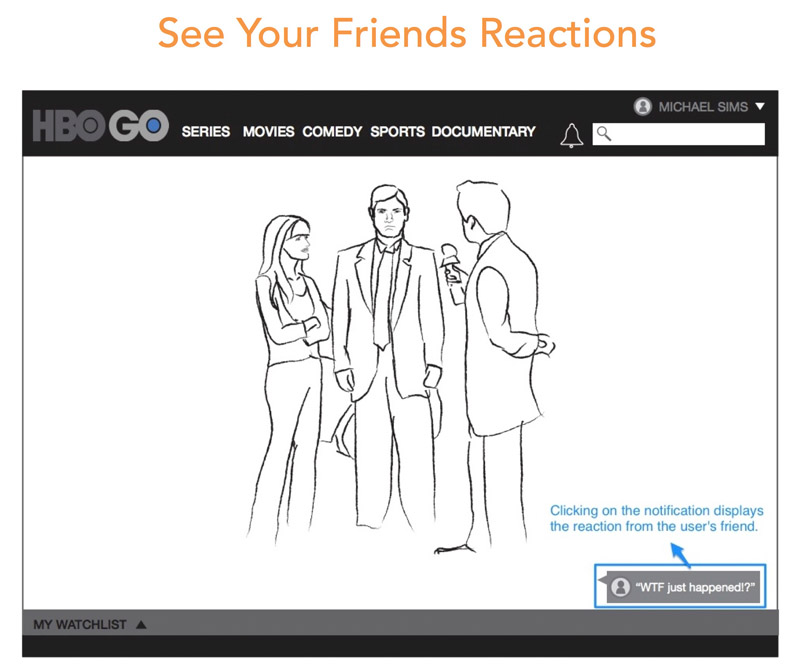 See Your Friends Reactions
HBO GO
MICHAEL SIMS
SERIES MOVIES COMEDY SPORTS DOCUMENTARY
Clicking on the notification displays
the reaction from the user's friend.
"WTF just happened!?"
MY WATCHLIST